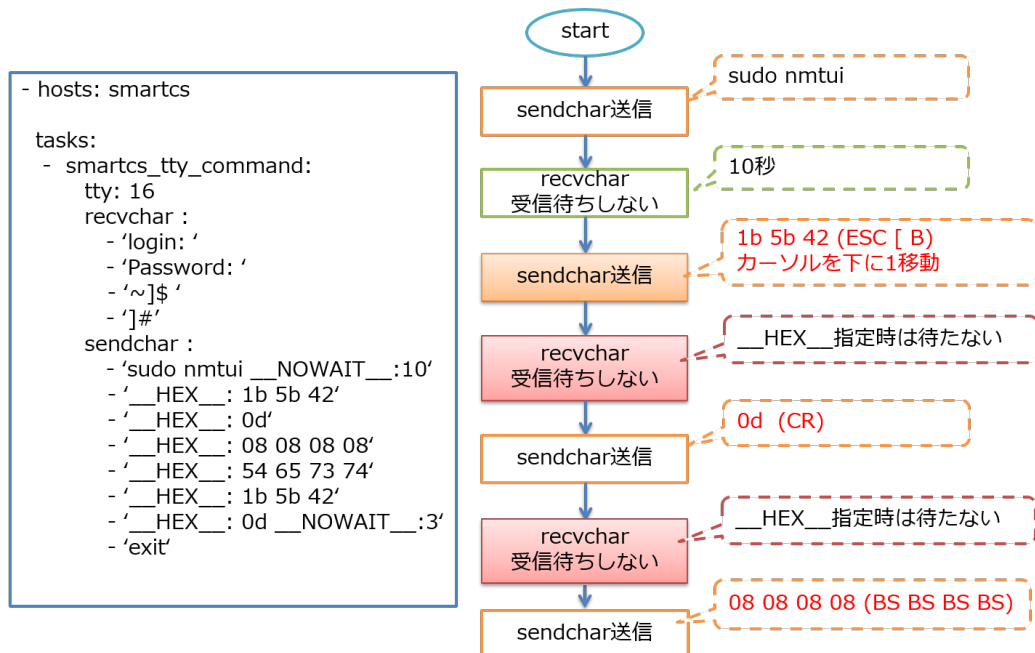 - hosts: smartcs
tasks:
- smartcs_tty_command:
tty: 16
recvchar :
- ‘login: ‘
- ‘Password: ‘
- ‘~]$ ‘
- ‘]#’
sendchar :
- ‘sudo nmtui __NOWAIT__:10‘
- ‘__HEX__: 1b 5b 42‘
- ‘__HEX__: 0d‘
- ‘__HEX__: 08 08 08 08‘
- ‘__HEX__: 54 65 73 74‘
- ‘__HEX__: 1b 5b 42‘
- ‘__HEX__: 0d __NOWAIT__:3‘
- ‘exit‘
start
sendchar送信
sudo nmtui
recvchar
受信待ちしない
10秒
sendchar送信
1b 5b 42 (ESC [ B)
カーソルを下に1移動
recvchar
受信待ちしない
__HEX__指定時は待たない
sendchar送信
0d (CR)
recvchar
受信待ちしない
__HEX__指定時は待たない
sendchar送信
08 08 08 08 (BS BS BS BS)